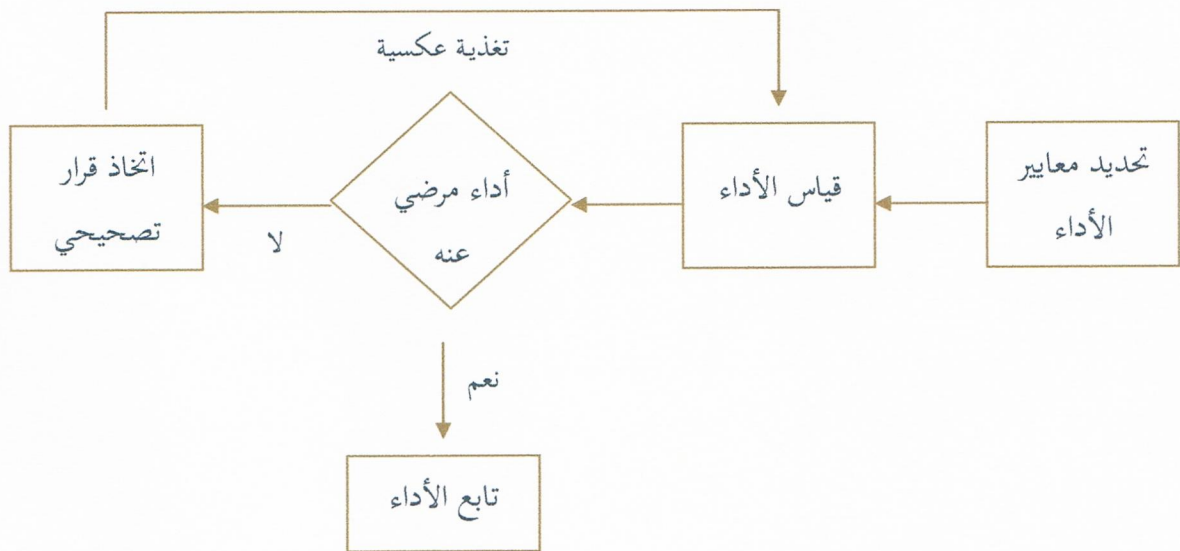 تغذية عكسية
تحديد معايير
الأداء
قياس الأداء
أداء مرضي
عنه
لا
اتخاذ قرار
تصحيحي
نعم
تابع الأداء